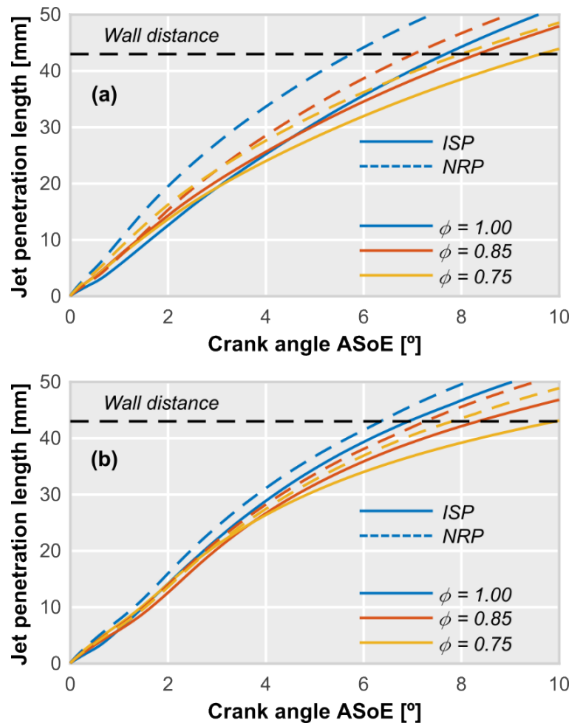 50
40
30
20
10
0
Jet penetration length [mm]
Wall distance
(a)
ISP
NRP
ϕ = 1.00
ϕ = 0.85
ϕ = 0.75
0 2 4 6 8 10
Crank angle ASoE [º]
50
40
30
20
10
0
Jet penetration length [mm]
Wall distance
(b)
ISP
NRP
ϕ = 1.00
ϕ = 0.85
ϕ = 0.75
0 2 4 6 8 10
Crank angle ASoE [º]